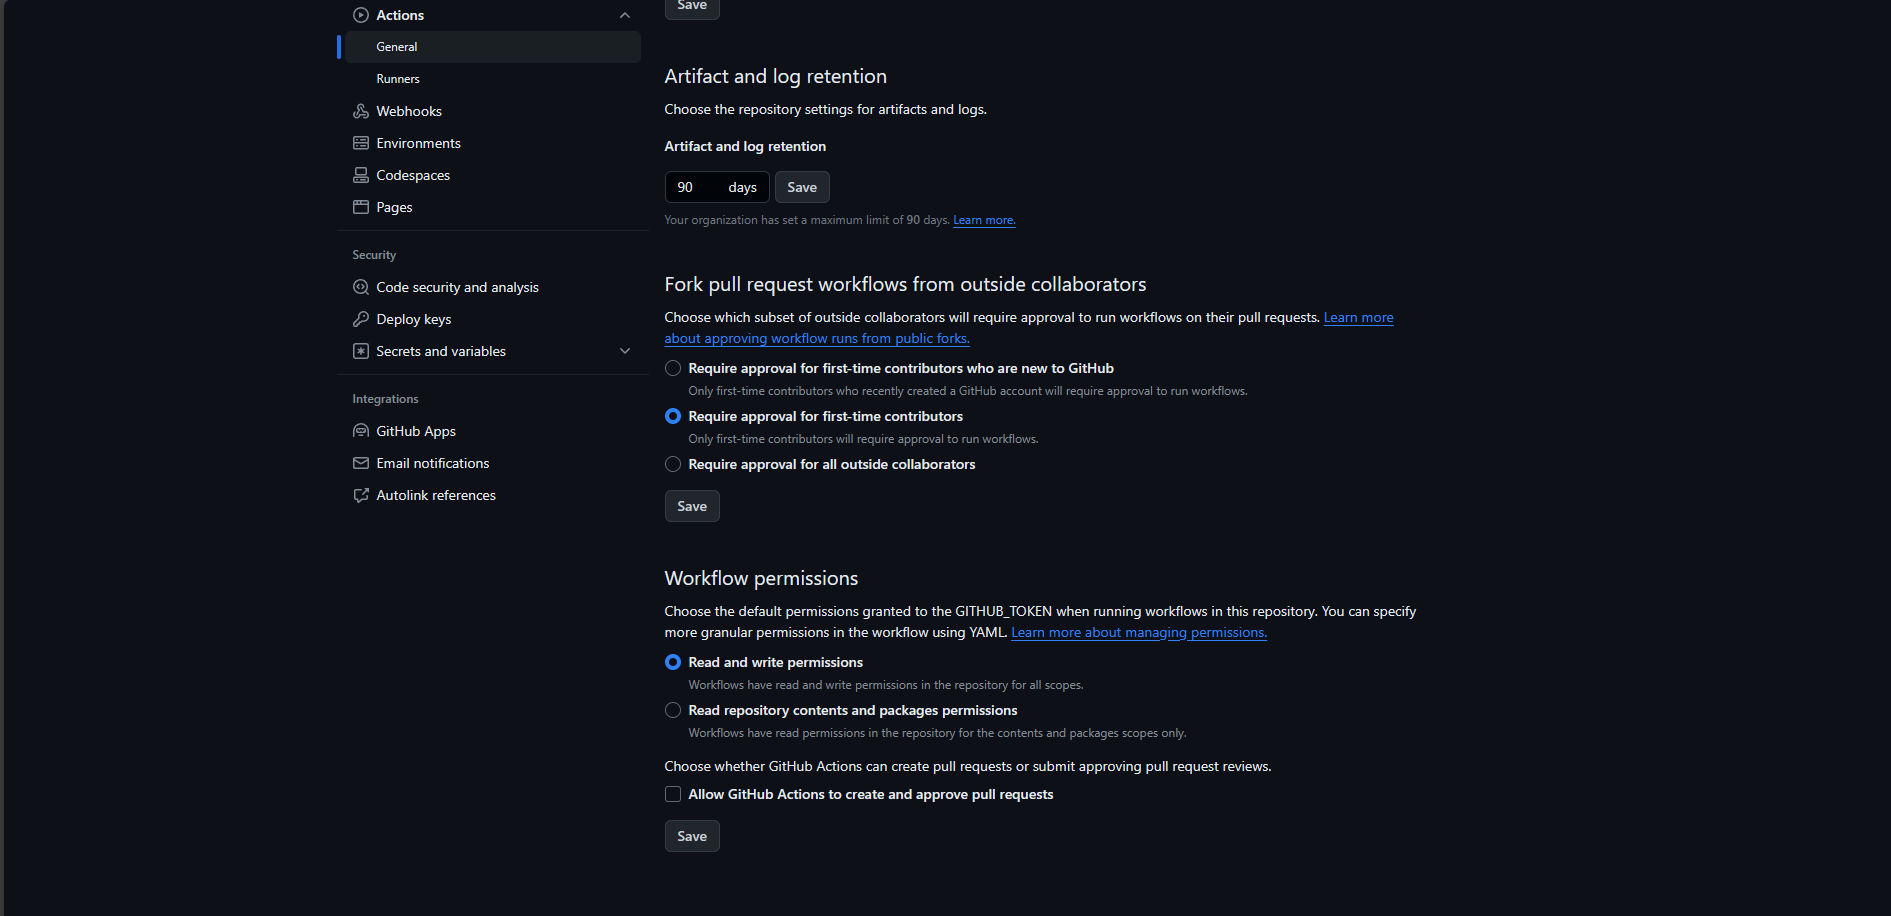 Actions
General
Runners
Webhooks
Environments
Codespaces
Pages
Security
Code security and analysis
Deploy keys
Secrets and variables
Integrations
GitHub Apps
Email notifications
Autolink references
Save
Artifact and log retention
Choose the repository settings for artifacts and logs.
Artifact and log retention
90 days Save
Your organization has set a maximum limit of 90 days. Learn more.
Fork pull request workflows from outside collaborators
Choose which subset of outside collaborators will require approval to run workflows on their pull requests. Learn more
about approving workflow runs from public forks.
Require approval for first-time contributors who are new to GitHub
Only first-time contributors who recently created a GitHub account will require approval to run workflows.
Require approval for first-time contributors
Only first-time contributors will require approval to run workflows.
Require approval for all outside collaborators
Save
Workflow permissions
Choose the default permissions granted to the GITHUB_TOKEN when running workflows in this repository. You can specify
more granular permissions in the workflow using YAML. Learn more about managing permissions.
Read and write permissions
Workflows have read and write permissions in the repository for all scopes.
Read repository contents and packages permissions
Workflows have read permissions in the repository for the contents and packages scopes only.
Choose whether GitHub Actions can create pull requests or submit approving pull request reviews.
Allow GitHub Actions to create and approve pull requests
Save